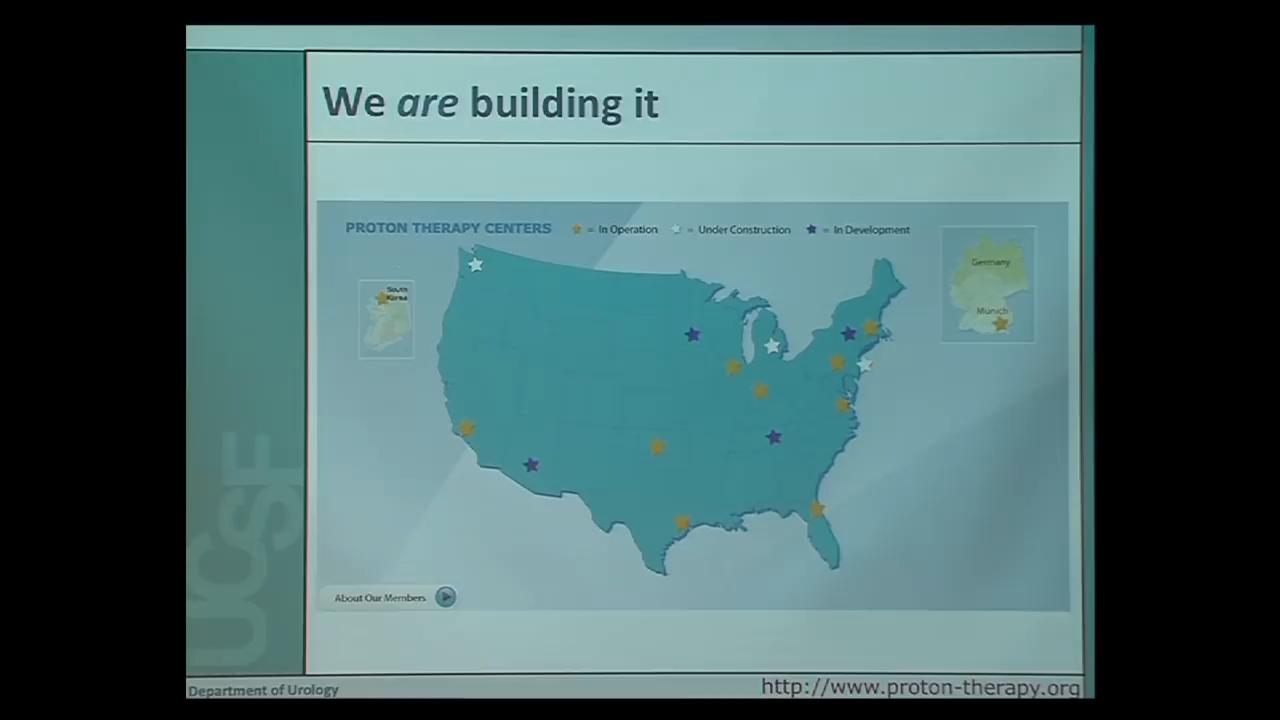 We are building it
PROTON THERAPY CENTERS
= In Operation
= Under Construction
= In Development
South
Korea
Germany
Munich
About Our Members
UCSF
Department of Urology
http://www.proton-therapy.org